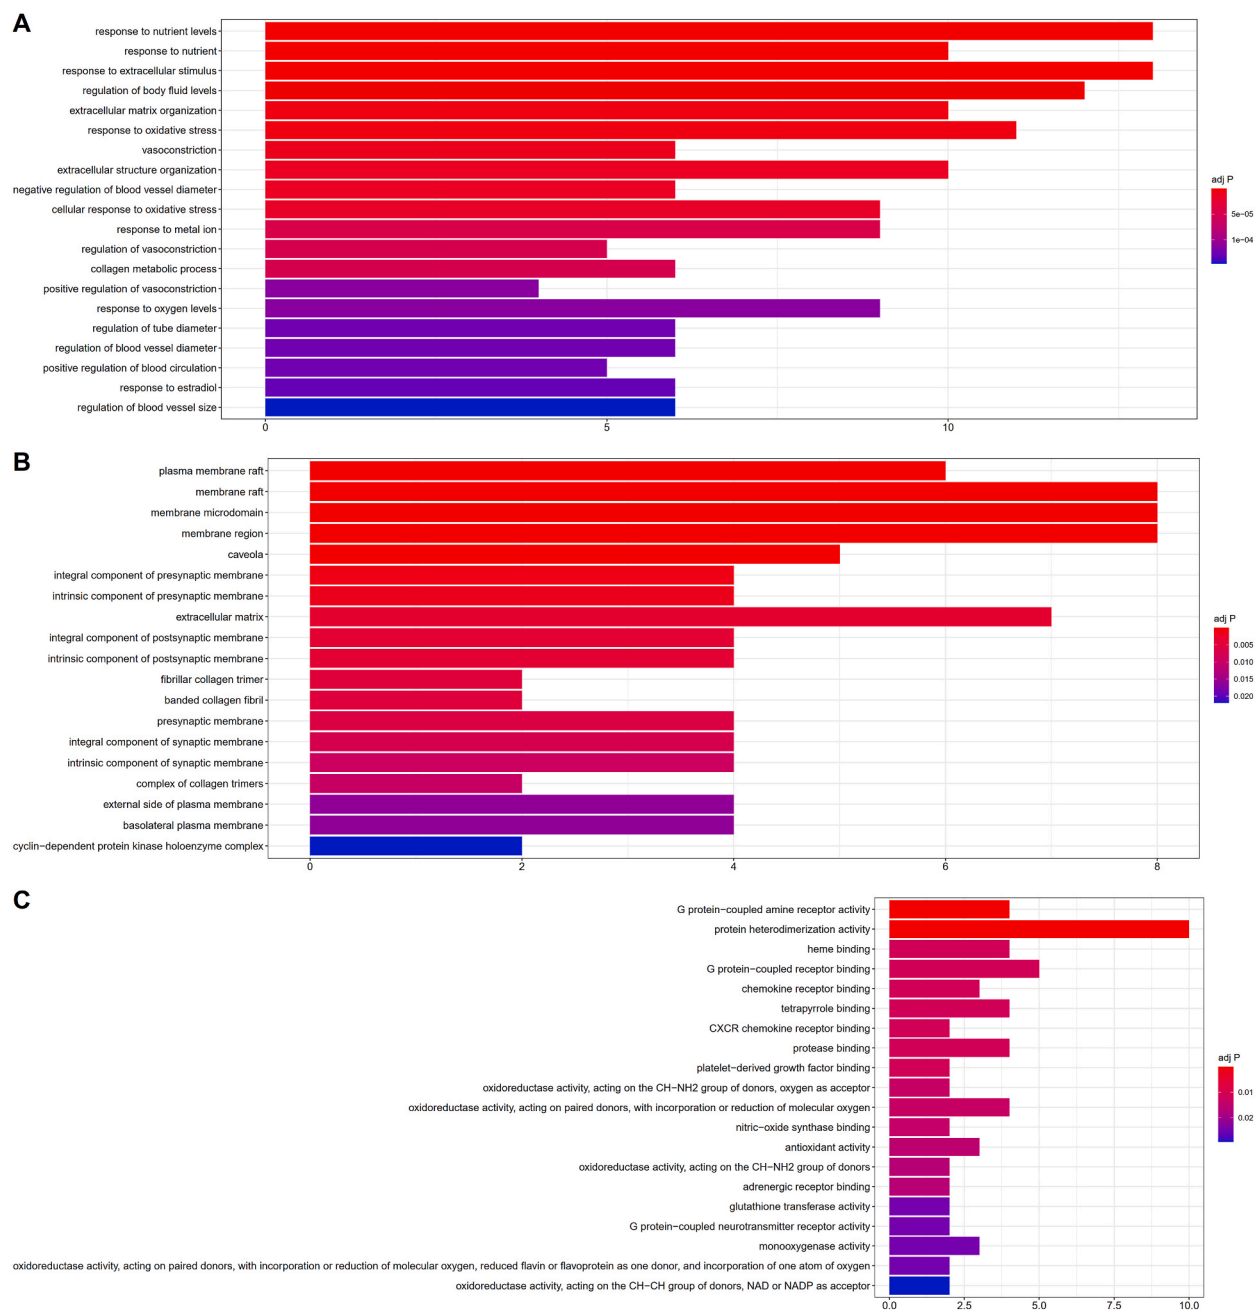 A
response to nutrient levels
response to nutrient
response to extracellular stimulus
regulation of body fluid levels
extracellular matrix organization
response to oxidative stress
vasoconstriction
extracellular structure organization
negative regulation of blood vessel diameter
cellular response to oxidative stress
response to metal ion
regulation of vasoconstriction
collagen metabolic process
positive regulation of vasoconstriction
response to oxygen levels
regulation of tube diameter
regulation of blood vessel diameter
positive regulation of blood circulation
response to estradiol
regulation of blood vessel size
0 5 10
adj P
5e−05
1e−04
B
plasma membrane raft
membrane raft
membrane microdomain
membrane region
caveola
integral component of presynaptic membrane
intrinsic component of presynaptic membrane
extracellular matrix
integral component of postsynaptic membrane
intrinsic component of postsynaptic membrane
fibrillar collagen trimer
banded collagen fibril
presynaptic membrane
integral component of synaptic membrane
intrinsic component of synaptic membrane
complex of collagen trimers
external side of plasma membrane
basolateral plasma membrane
cyclin−dependent protein kinase holoenzyme complex
0 2 4 6 8
adj P
0.005
0.010
0.015
0.020
C
G protein−coupled amine receptor activity
protein heterodimerization activity
heme binding
G protein−coupled receptor binding
chemokine receptor binding
tetrapyrrole binding
CXCR chemokine receptor binding
protease binding
platelet−derived growth factor binding
oxidoreductase activity, acting on the CH−NH2 group of donors, oxygen as acceptor
oxidoreductase activity, acting on paired donors, with incorporation or reduction of molecular oxygen
nitric−oxide synthase binding
antioxidant activity
oxidoreductase activity, acting on the CH−NH2 group of donors
adrenergic receptor binding
glutathione transferase activity
G protein−coupled neurotransmitter receptor activity
monooxygenase activity
oxidoreductase activity, acting on paired donors, with incorporation or reduction of molecular oxygen, reduced flavin or flavoprotein as one donor, and incorporation of one atom of oxygen
oxidoreductase activity, acting on the CH−CH group of donors, NAD or NADP as acceptor
0.0 2.5 5.0 7.5 10.0
adj P
0.01
0.02